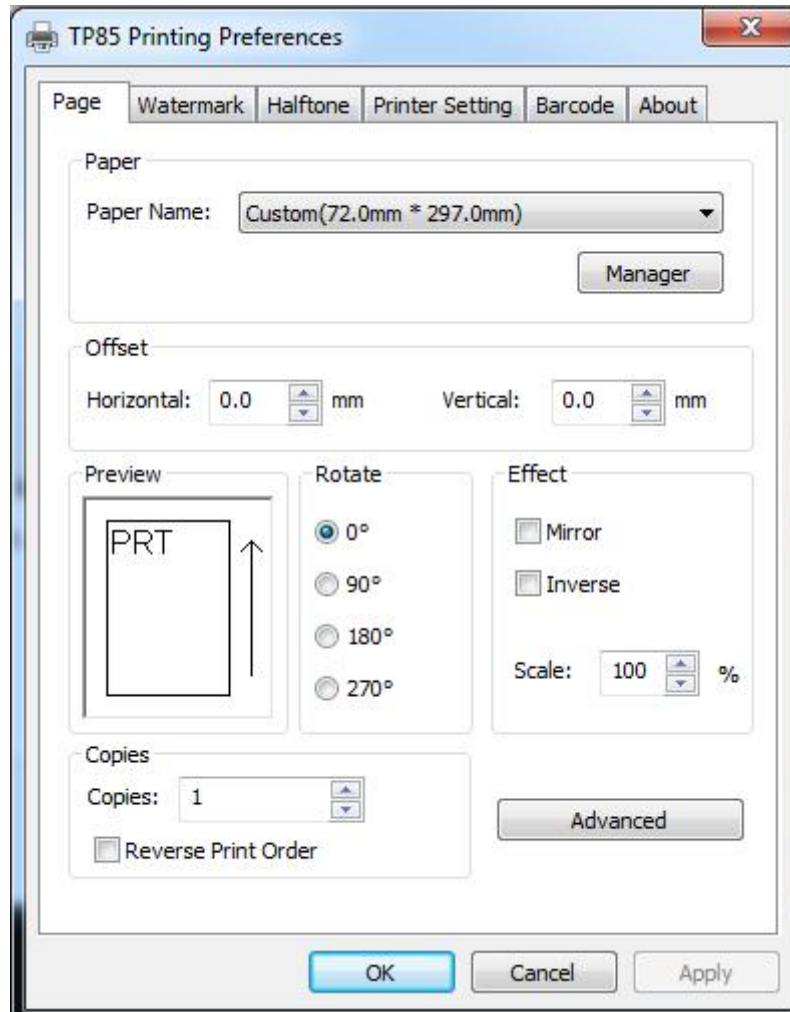 TP85 Printing Preferences
Page Watermark Halftone Printer Setting Barcode About
Paper
Paper Name: Custom(72.0mm * 297.0mm)
Manager
Offset
Horizontal: 0.0 mm Vertical: 0.0 mm
Preview
PRT
Rotate
0°
90°
180°
270°
Effect
Mirror
Inverse
Scale: 100 %
Copies
Copies: 1
Reverse Print Order
Advanced
OK Cancel Apply